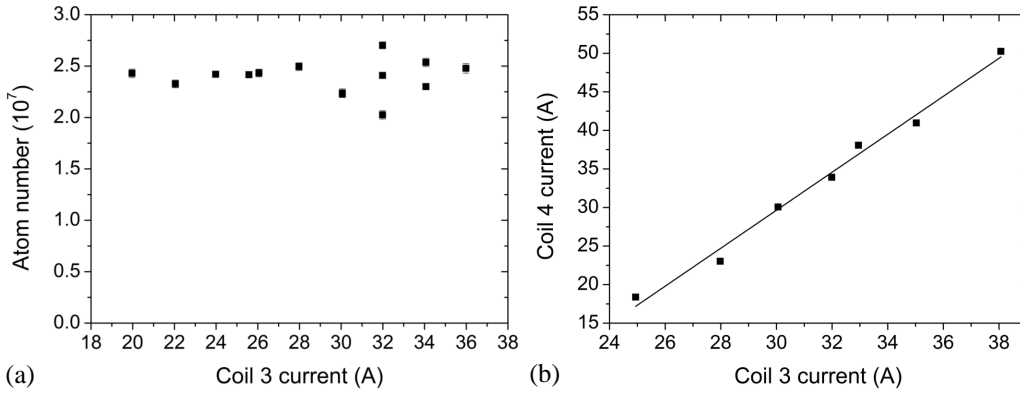 3.0
2.5
2.0
1.5
1.0
0.5
0.0
18 20 22 24 26 28 30 32 34 36 38
Atom number (10^7)
Coil 3 current (A)
(a)
55
50
45
40
35
30
25
20
15
24 26 28 30 32 34 36 38
Coil 4 current (A)
Coil 3 current (A)
(b)